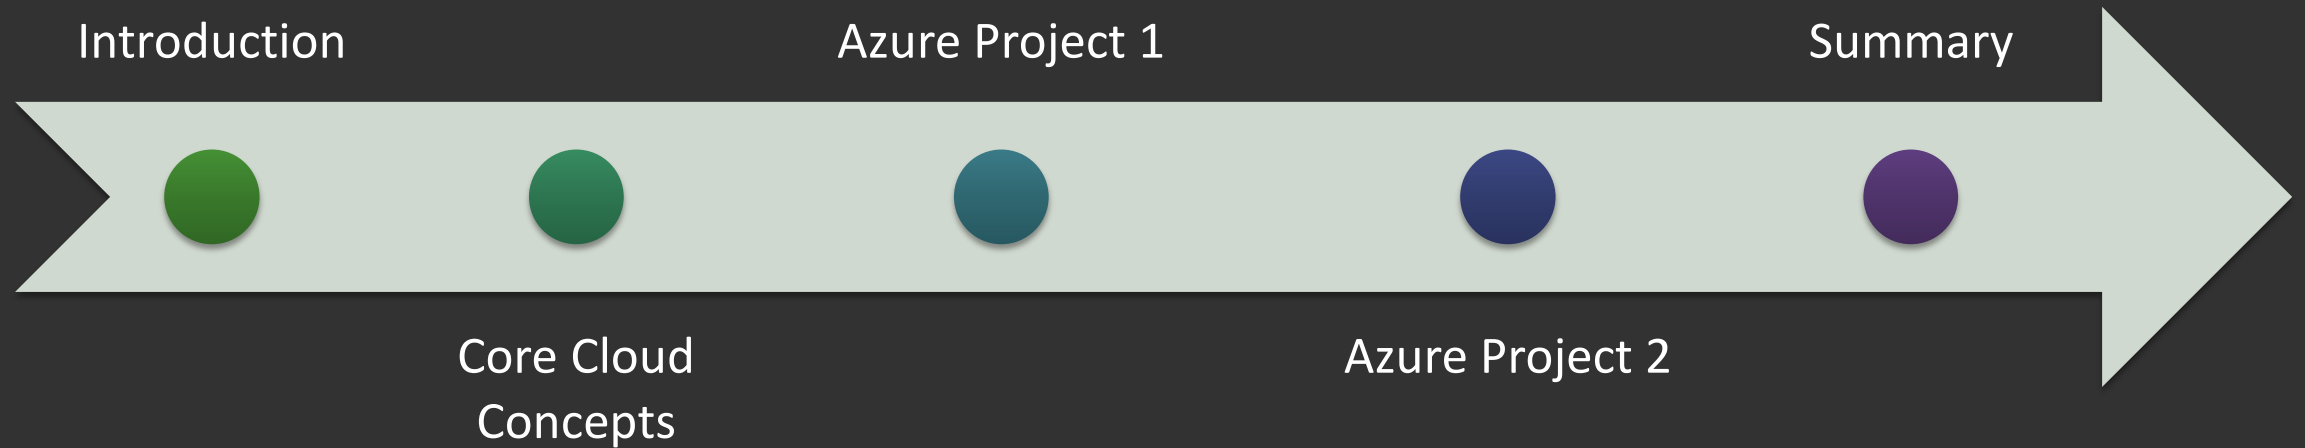 Introduction
Azure Project 1
Summary
Core Cloud
Concepts
Azure Project 2